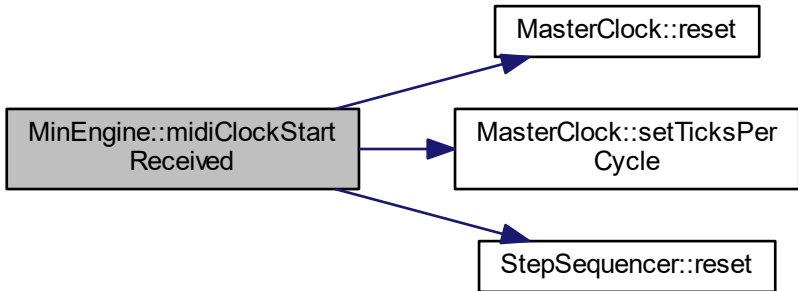 MasterClock::reset
MinEngine::midiClockStart
Received
MasterClock::setTicksPer
Cycle
StepSequencer::reset